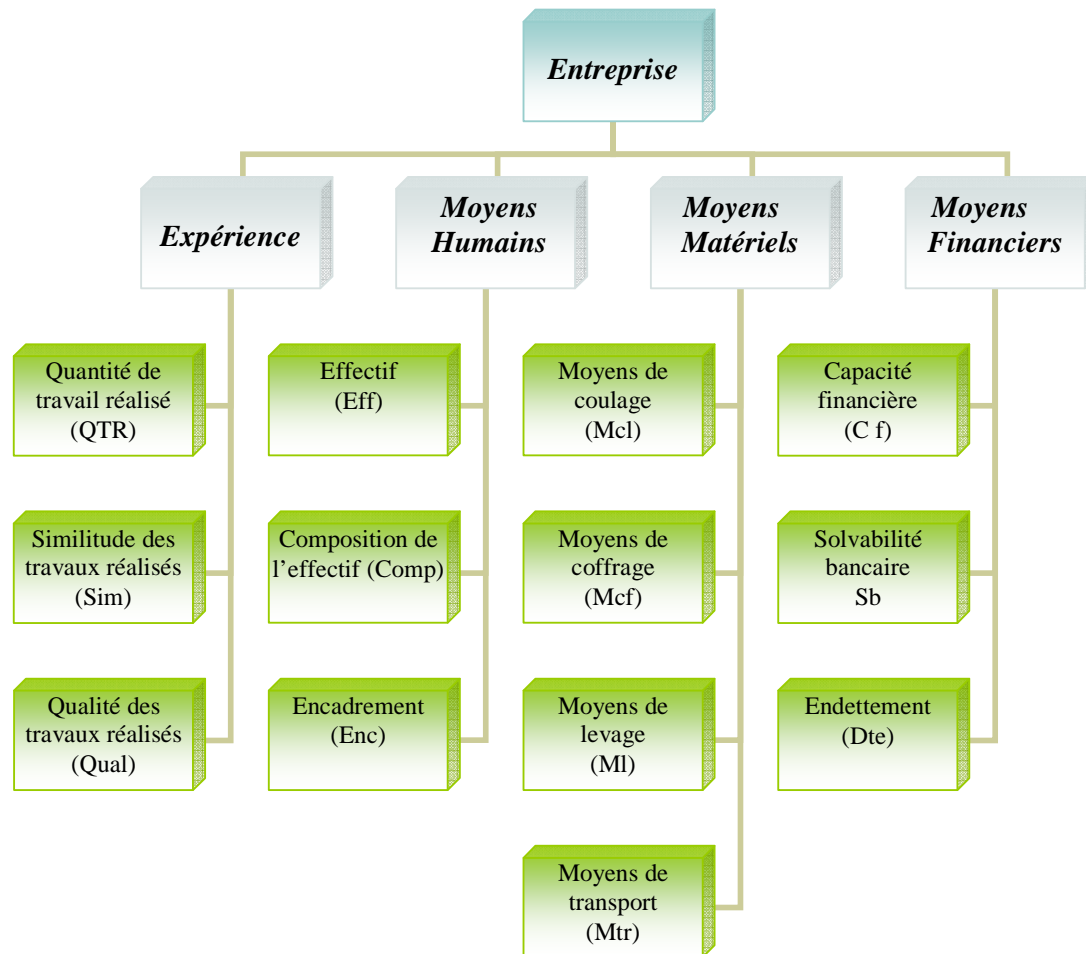 Entreprise
Expérience
Moyens
Humains
Moyens
Matériels
Moyens
Financiers
Quantité de
travail réalisé
(QTR)
Effectif
(Eff)
Moyens de
coulage
(Mcl)
Capacité
financière
(C f)
Similitude des
travaux réalisés
(Sim)
Composition de
l’effectif (Comp)
Moyens de
coffrage
(Mcf)
Solvabilité
bancaire
Sb
Qualité des
travaux réalisés
(Qual)
Encadrement
(Enc)
Moyens de
levage
(Ml)
Endettement
(Dte)
Moyens de
transport
(Mtr)